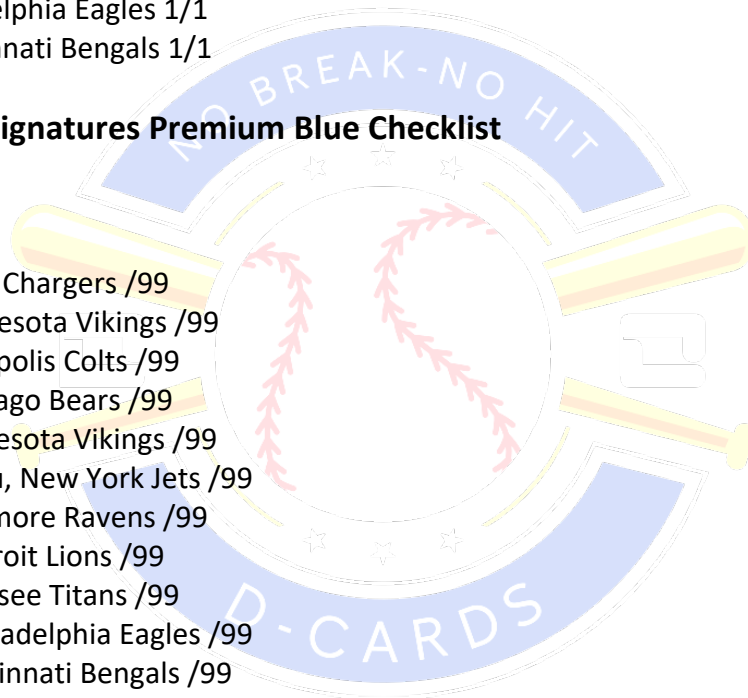 elphia Eagles 1/1
nnati Bengals 1/1
NO BREAK-NO HIT
ignatures Premium Blue Checklist
Chargers /99
esota Vikings /99
polis Colts /99
ago Bears /99
esota Vikings /99
, New York Jets /99
more Ravens /99
roit Lions /99
see Titans /99
adelphia Eagles /99
innati Bengals /99
D-CARDS